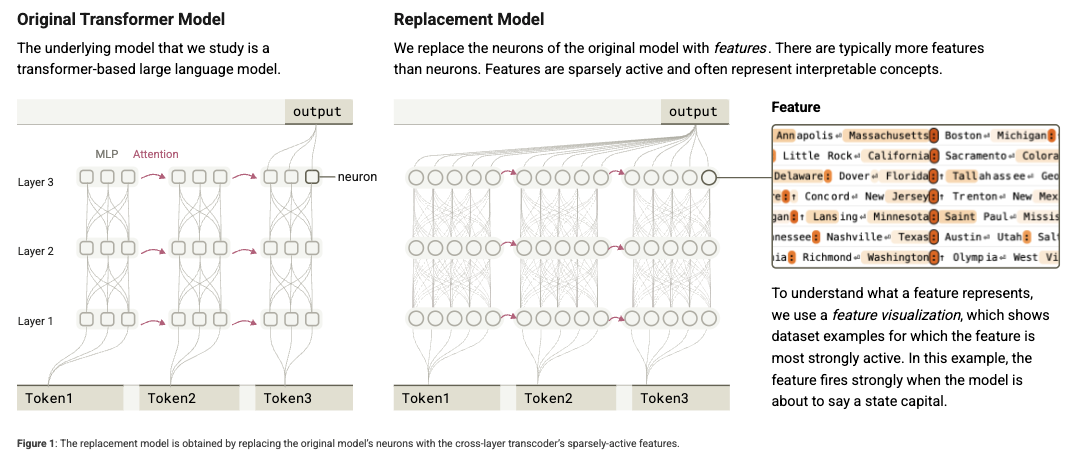 Original Transformer Model
The underlying model that we study is a
transformer-based large language model.
output
MLP Attention
Layer 3
neuron
Layer 2
Layer 1
Token1 Token2 Token3
Replacement Model
We replace the neurons of the original model with features. There are typically more features
than neurons. Features are sparsely active and often represent interpretable concepts.
output
Token1 Token2 Token3
Feature
Annapolis⏎ Massachusetts: Boston⏎ Michigan:
Little Rock⏎ California: Sacramento⏎ Colora
Delaware: Dover⏎ Florida:↑ Tallahassee⏎ Geo
re:↑ Concord⏎ New Jersey:↑ Trenton⏎ New Mex
gan:↑ Lansing⏎ Minnesota: Saint Paul⏎ Missis
nessee: Nashville⏎ Texas: Austin⏎ Utah: Salt
ia: Richmond⏎ Washington:↑ Olympia⏎ West Vi
To understand what a feature represents,
we use a feature visualization, which shows
dataset examples for which the feature is
most strongly active. In this example, the
feature fires strongly when the model is
about to say a state capital.
Figure 1: The replacement model is obtained by replacing the original model's neurons with the cross-layer transcoder's sparsely-active features.